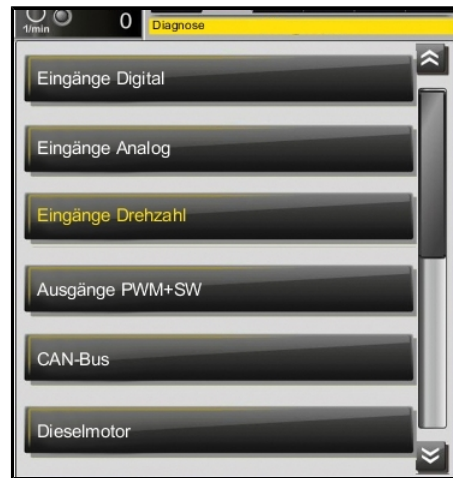 1/min 0 Diagnose
Eingänge Digital
Eingänge Analog
Eingänge Drehzahl
Ausgänge PWM+SW
CAN-Bus
Dieselmotor